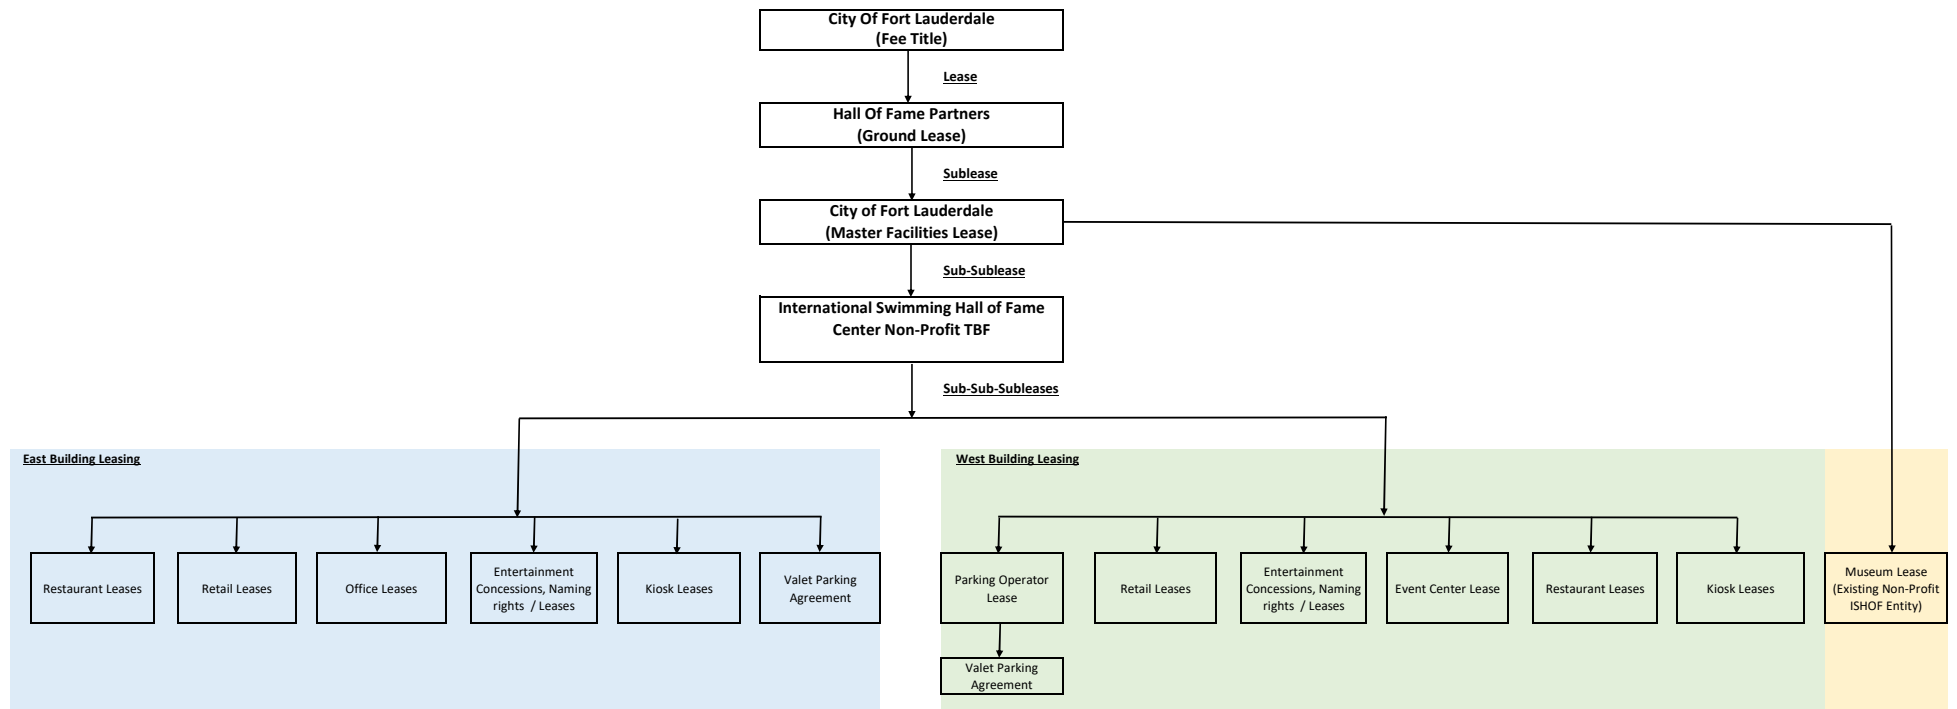 City Of Fort Lauderdale
(Fee Title)
Lease
Hall Of Fame Partners
(Ground Lease)
Sublease
City of Fort Lauderdale
(Master Facilities Lease)
Sub-Sublease
International Swimming Hall of Fame
Center Non-Profit TBF
Sub-Sub-Subleases
East Building Leasing
Restaurant Leases
Retail Leases
Office Leases
Entertainment
Concessions, Naming
rights / Leases
Kiosk Leases
Valet Parking
Agreement
West Building Leasing
Parking Operator
Lease
Retail Leases
Entertainment
Concessions, Naming
rights / Leases
Event Center Lease
Restaurant Leases
Kiosk Leases
Museum Lease
(Existing Non-Profit
ISHOF Entity)
Valet Parking
Agreement